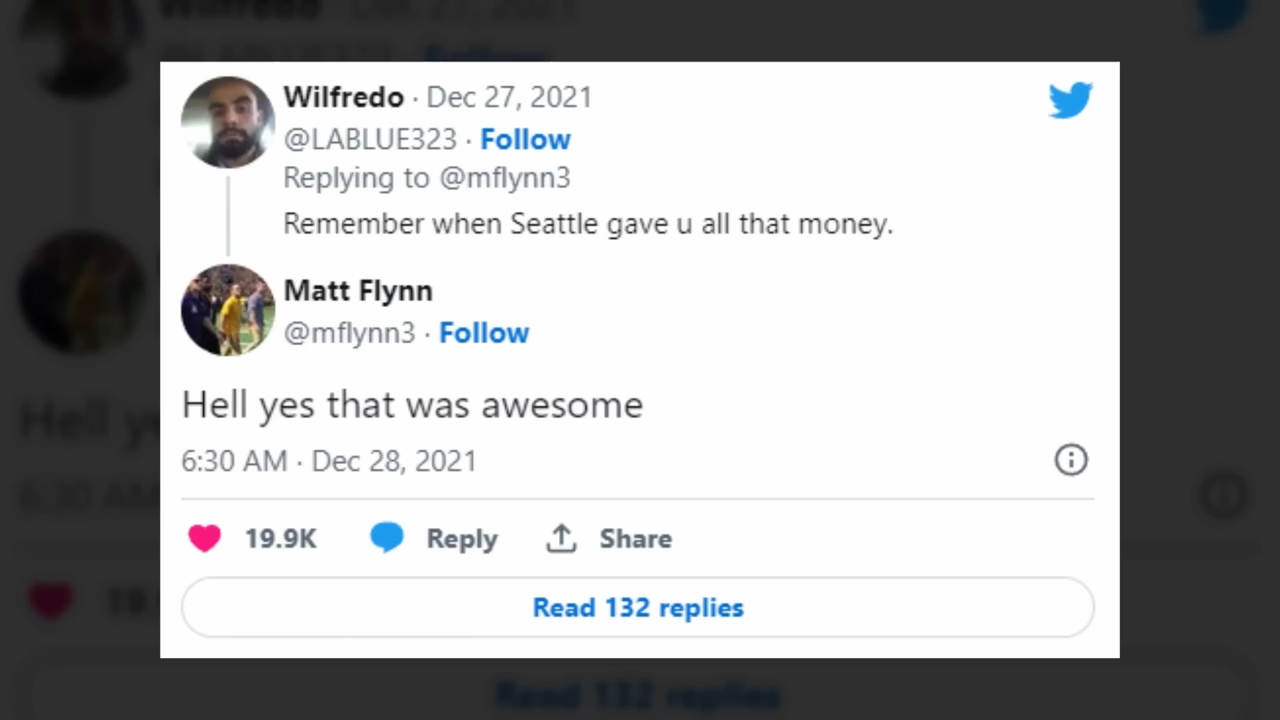 Wilfredo · Dec 27, 2021
@LABLUE323 · Follow
Replying to @mflynn3
Remember when Seattle gave u all that money.
Matt Flynn
@mflynn3 · Follow
Hell yes that was awesome
6:30 AM · Dec 28, 2021
19.9K Reply Share
Read 132 replies